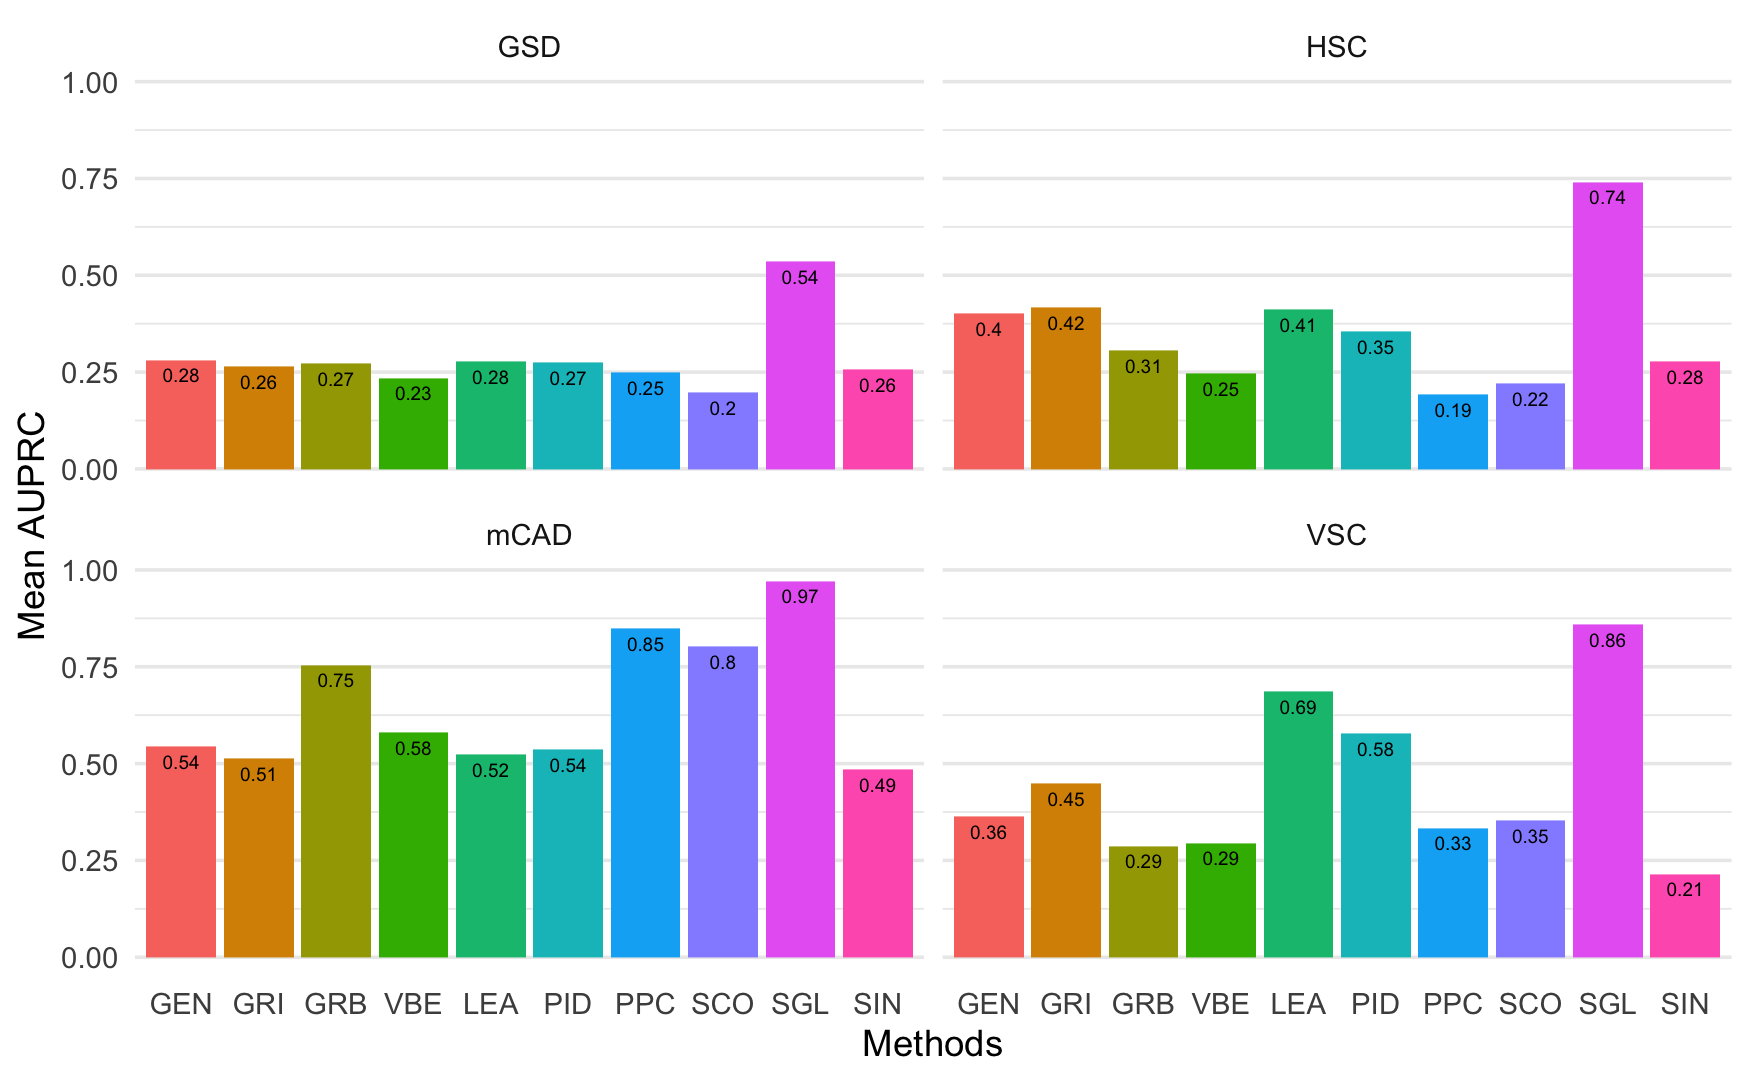 GSD
HSC
1.00
0.75
0.50
0.25
0.00
0.28 0.26 0.27 0.23 0.28 0.27 0.25 0.2 0.54 0.26
0.4 0.42 0.31 0.25 0.41 0.35 0.19 0.22 0.74 0.28
Mean AUPRC
mCAD
VSC
1.00
0.75
0.50
0.25
0.00
0.54 0.51 0.75 0.58 0.52 0.54 0.85 0.8 0.97 0.49
0.36 0.45 0.29 0.29 0.69 0.58 0.33 0.35 0.86 0.21
GEN GRI GRB VBE LEA PID PPC SCO SGL SIN
GEN GRI GRB VBE LEA PID PPC SCO SGL SIN
Methods